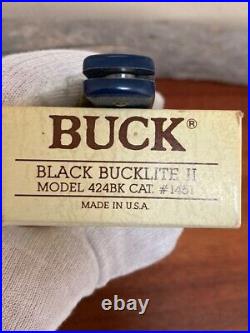 BUCK®
BLACK BUCKLITE II
MODEL 424BK CAT. #1451
MADE IN U.S.A.